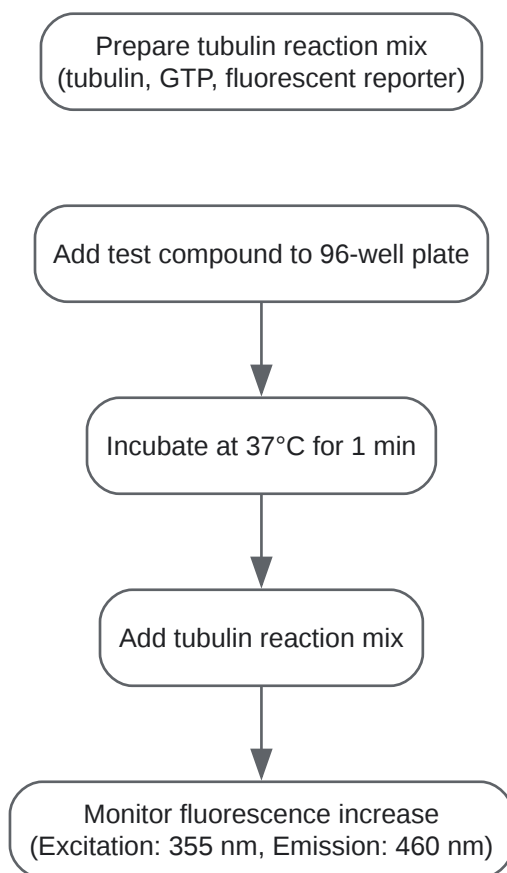 Prepare tubulin reaction mix
(tubulin, GTP, fluorescent reporter)
Add test compound to 96-well plate
Incubate at 37°C for 1 min
Add tubulin reaction mix
Monitor fluorescence increase
(Excitation: 355 nm, Emission: 460 nm)